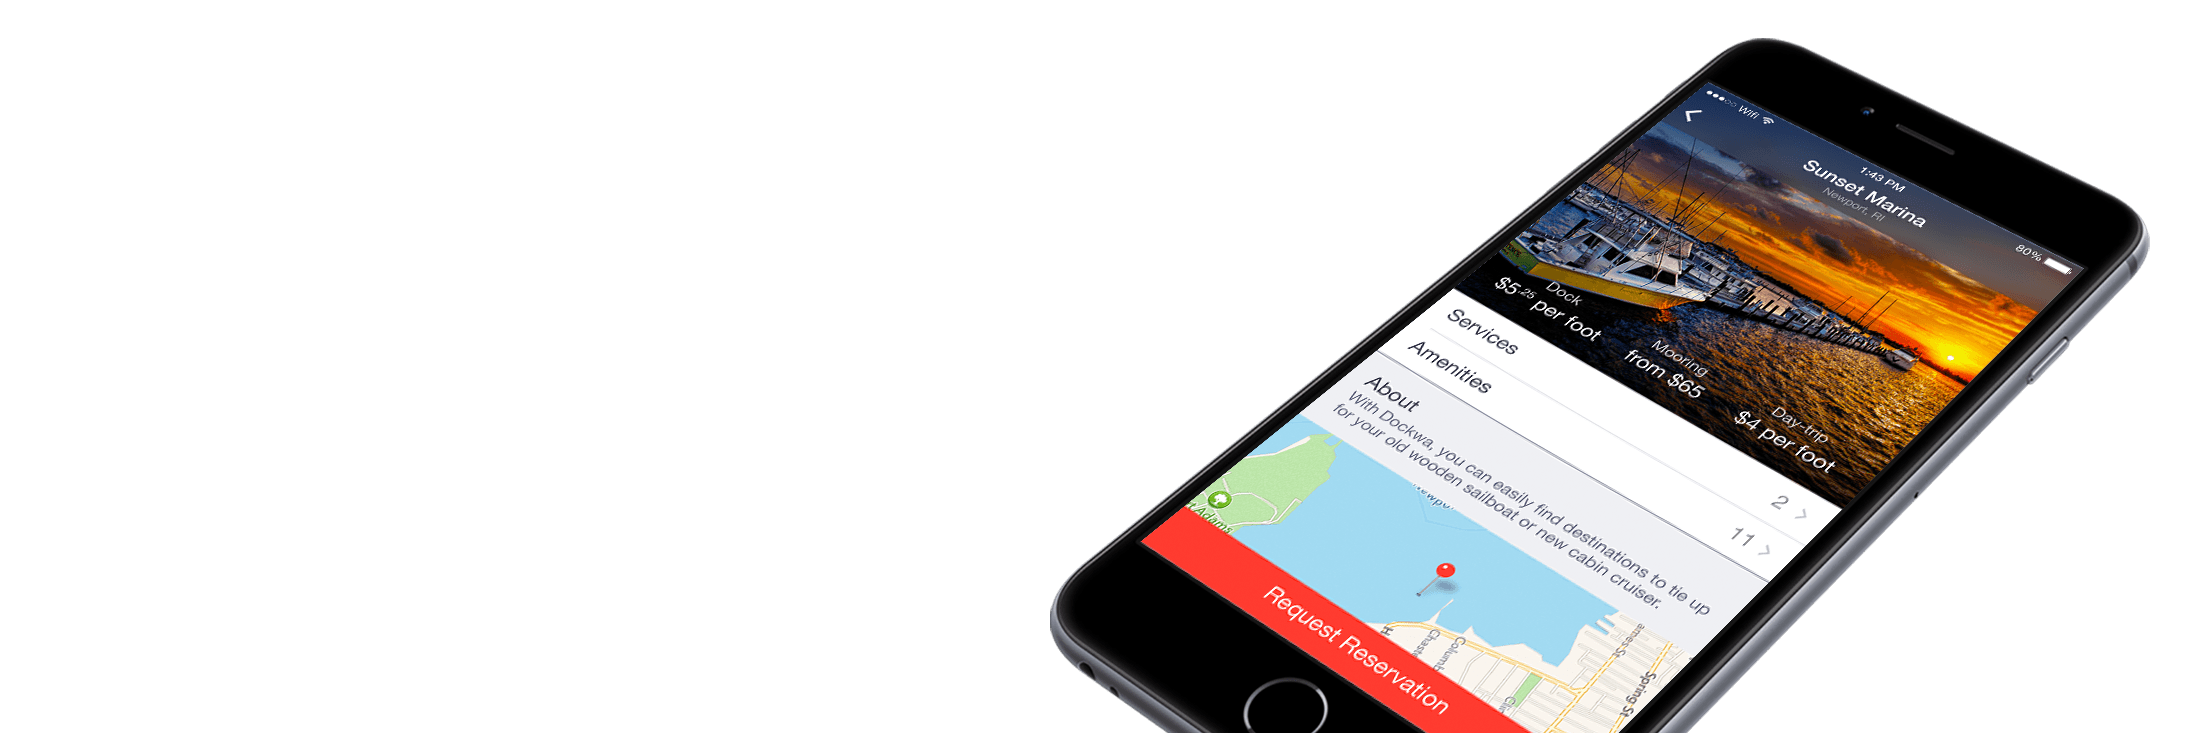 Wifi
1:43 PM
80%
Sunset Marina
Newport, RI
Dock
$5.25 per foot
Mooring
from $65
Day-trip
$4 per foot
Services
2
Amenities
11
About
With Dockwa, you can easily find destinations to tie up
for your old wooden sailboat or new cabin cruiser.
Adams
Spring St
Request Reservation